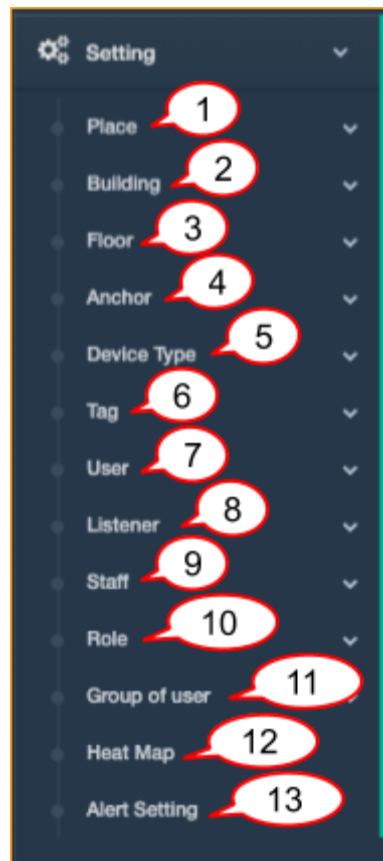 Setting
Place 1
Building 2
Floor 3
Anchor 4
Device Type 5
Tag 6
User 7
Listener 8
Staff 9
Role 10
Group of user 11
Heat Map 12
Alert Setting 13